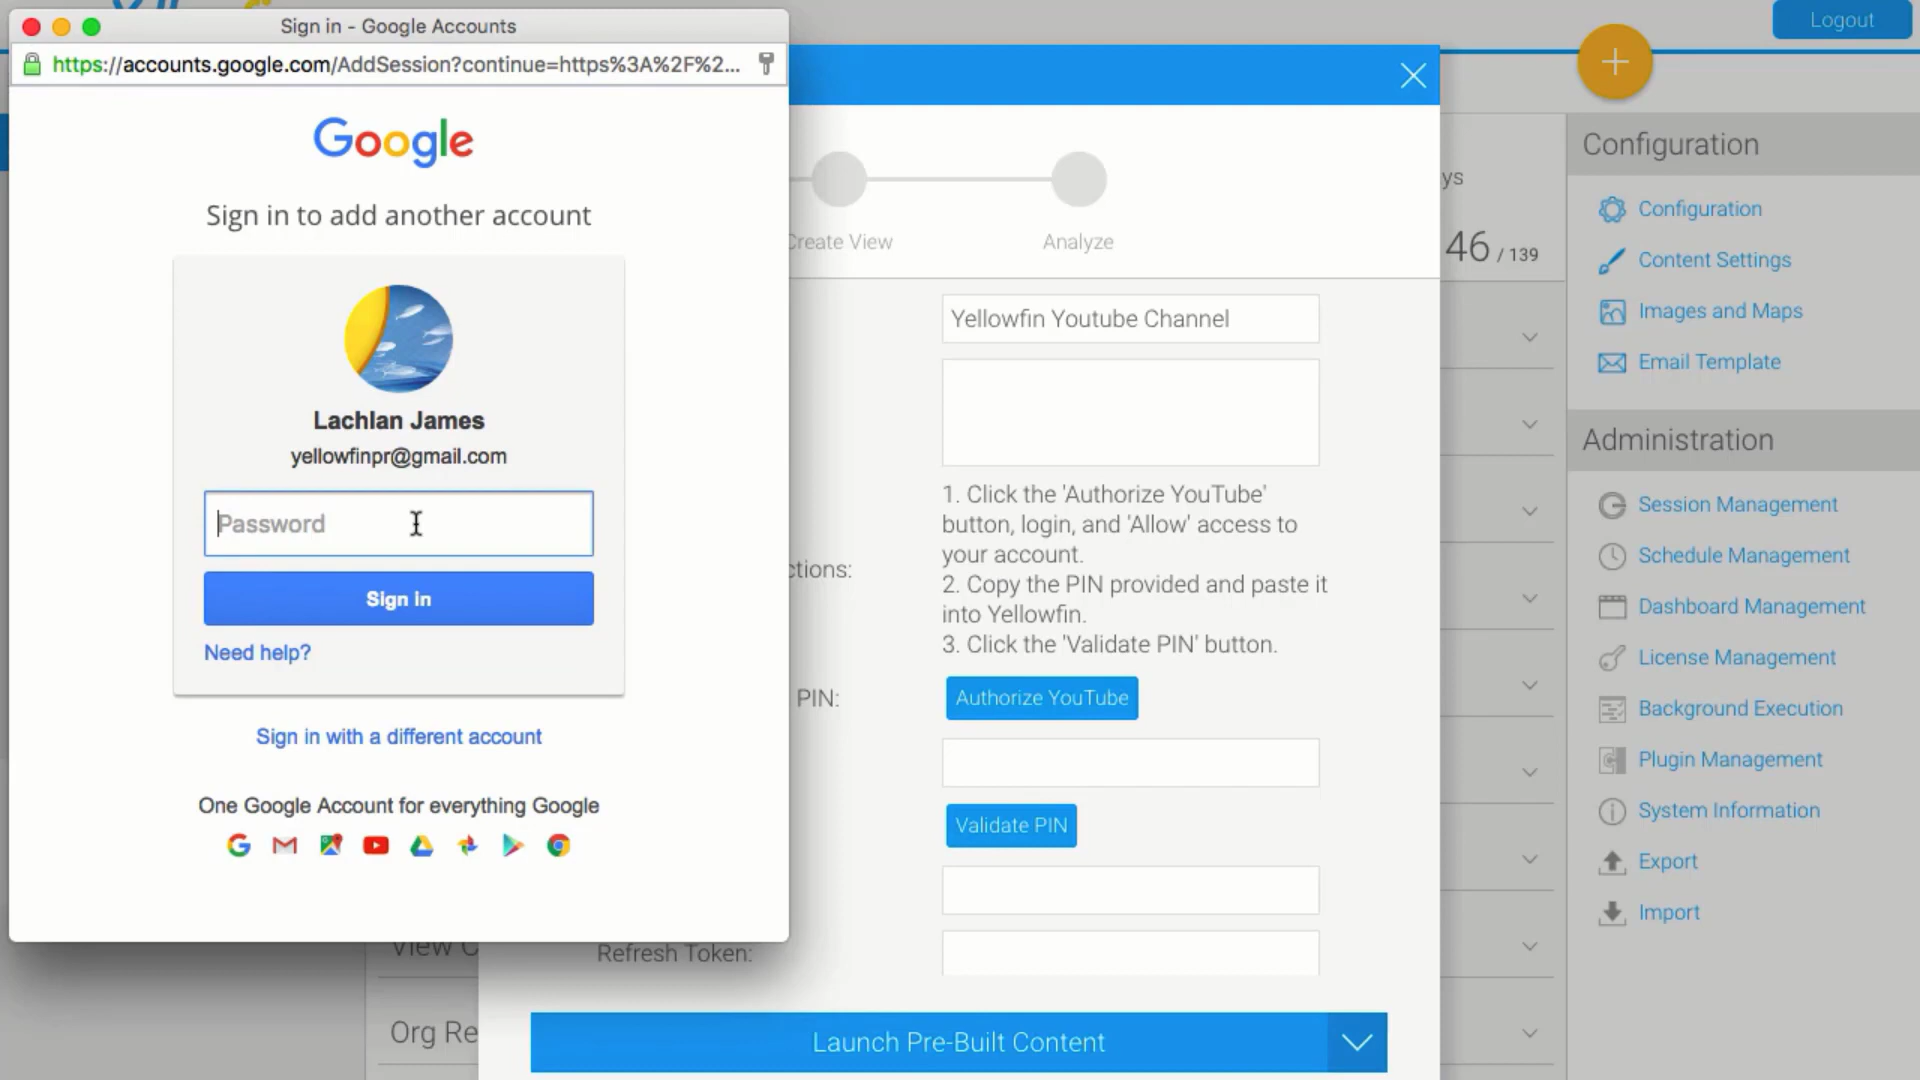 Sign in - Google Accounts
https://accounts.google.com/AddSession?continue=https%3A%2F%2...
Google
Sign in to add another account
Lachlan James
yellowfinpr@gmail.com
Password
Sign in
Need help?
Sign in with a different account
One Google Account for everything Google
Create View
Analyze
Yellowfin Youtube Channel
ctions:
1. Click the 'Authorize YouTube'
button, login, and 'Allow' access to
your account.
2. Copy the PIN provided and paste it
into Yellowfin.
3. Click the 'Validate PIN' button.
PIN:
Authorize YouTube
Validate PIN
Refresh Token:
Launch Pre-Built Content
View C
Org Re
ys
46 / 139
Logout
Configuration
Configuration
Content Settings
Images and Maps
Email Template
Administration
Session Management
Schedule Management
Dashboard Management
License Management
Background Execution
Plugin Management
System Information
Export
Import